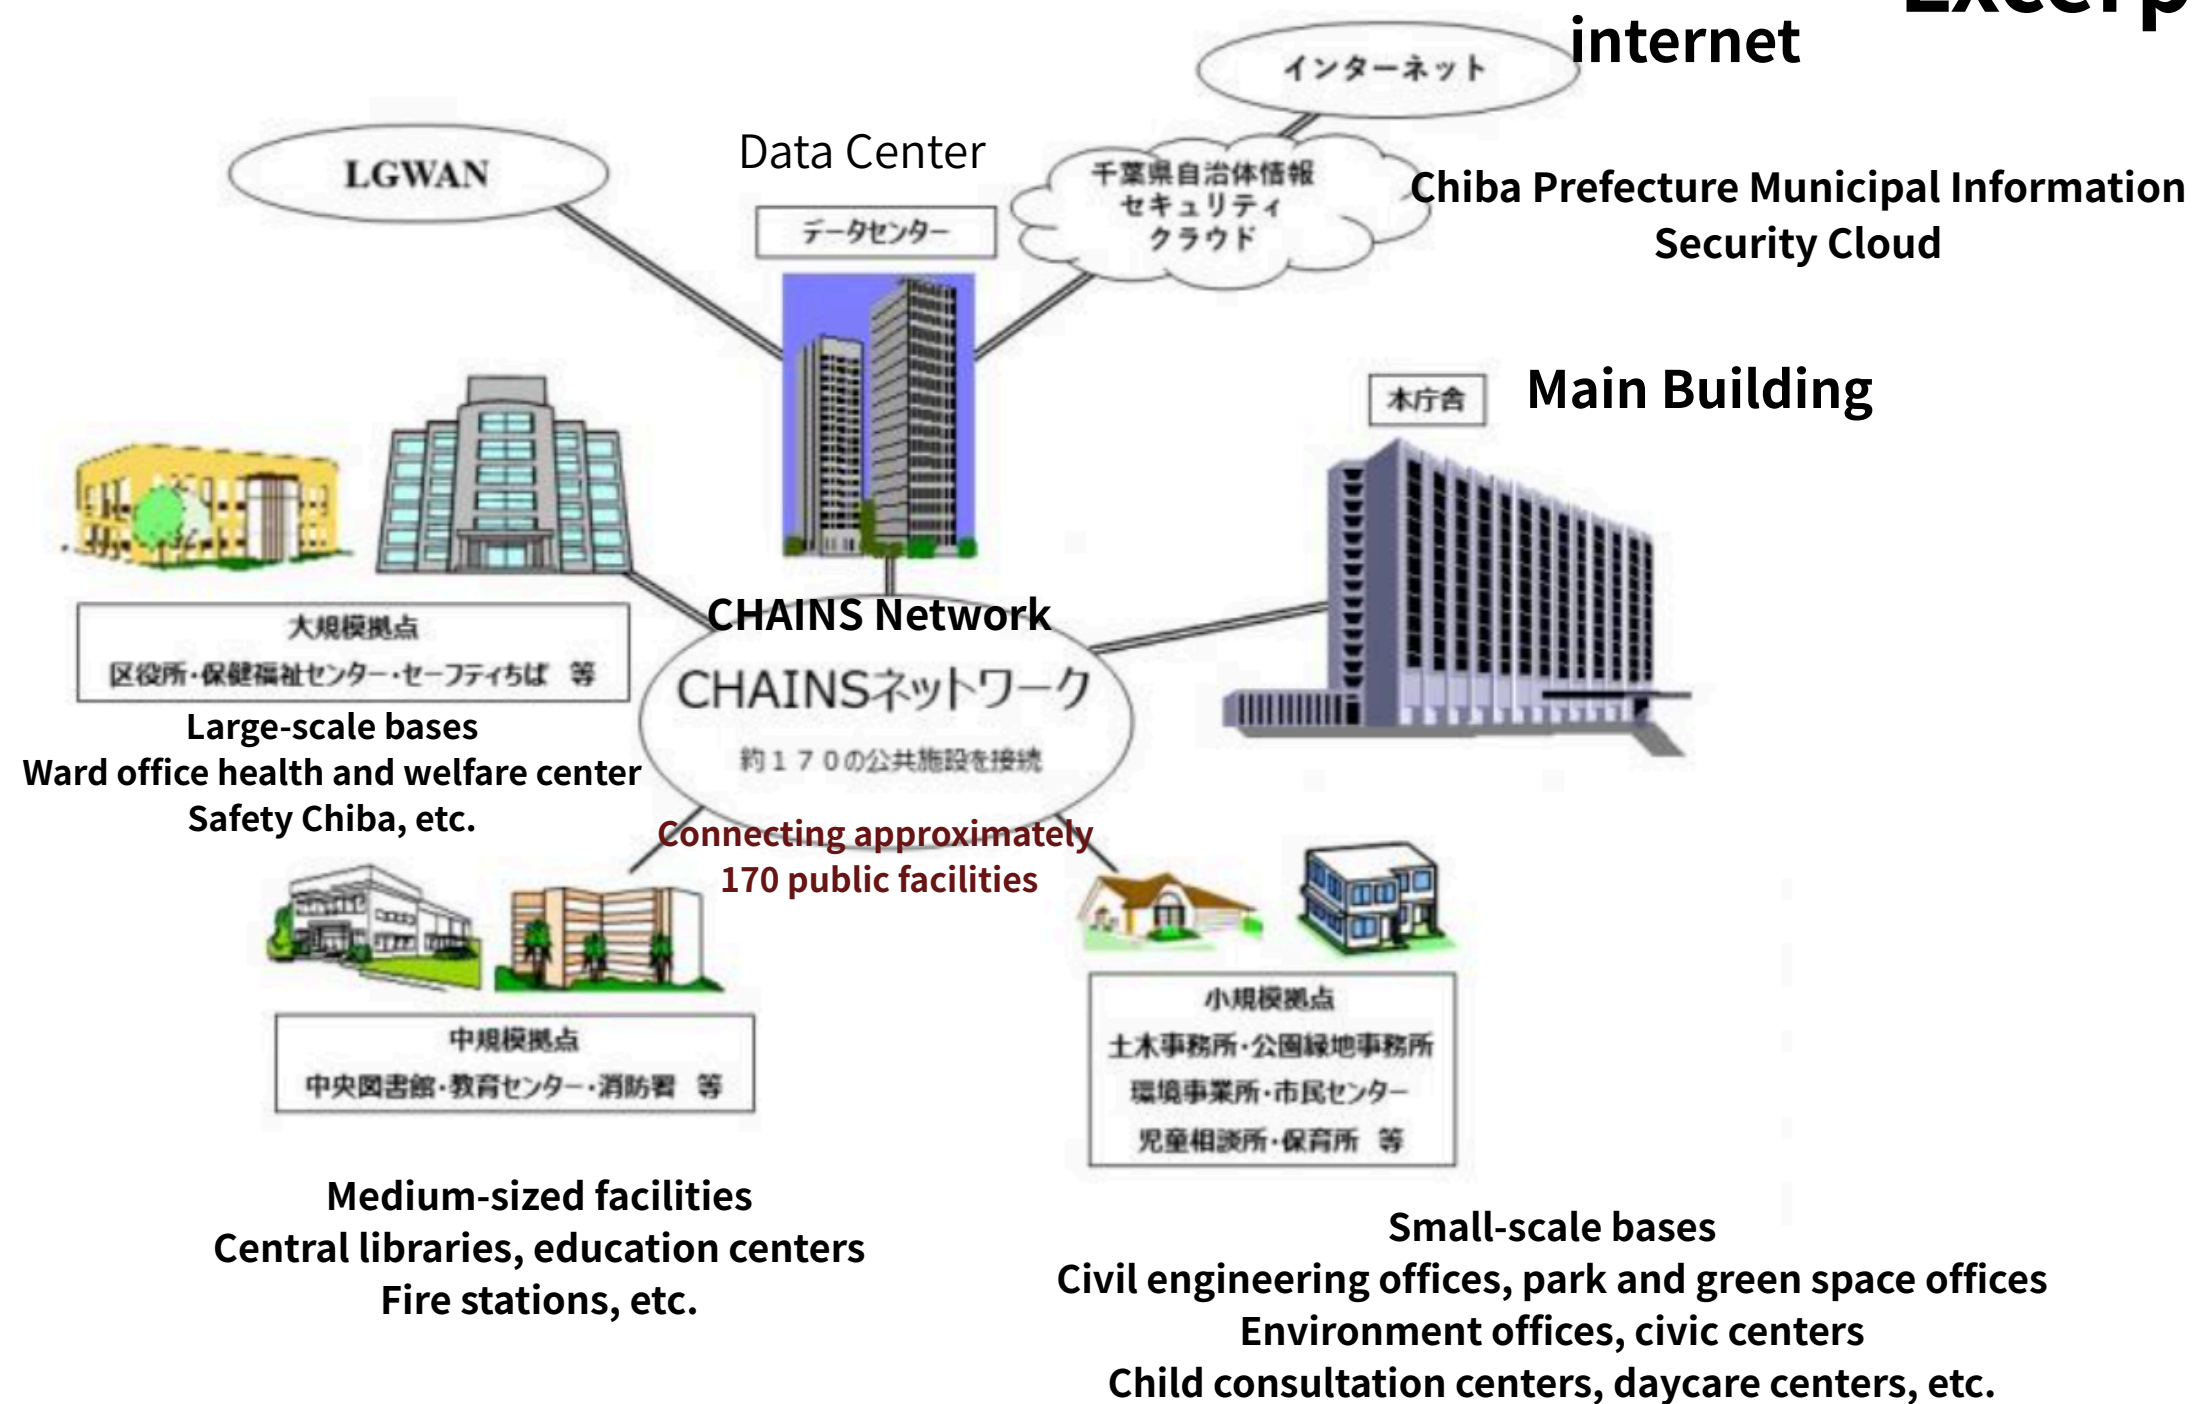 Excerp
internet
インターネット
LGWAN
Data Center
データセンター
千葉県自治体情報
セキュリティ
クラウド
Chiba Prefecture Municipal Information
Security Cloud
本庁舎
Main Building
大規模拠点
区役所・保健福祉センター・セーフティちば 等
Large-scale bases
Ward office health and welfare center
Safety Chiba, etc.
CHAINS Network
CHAINSネットワーク
約170の公共施設を接続
Connecting approximately
170 public facilities
中規模拠点
中央図書館・教育センター・消防署 等
Medium-sized facilities
Central libraries, education centers
Fire stations, etc.
小規模拠点
土木事務所・公園緑地事務所
環境事業所・市民センター
児童相談所・保育所 等
Small-scale bases
Civil engineering offices, park and green space offices
Environment offices, civic centers
Child consultation centers, daycare centers, etc.